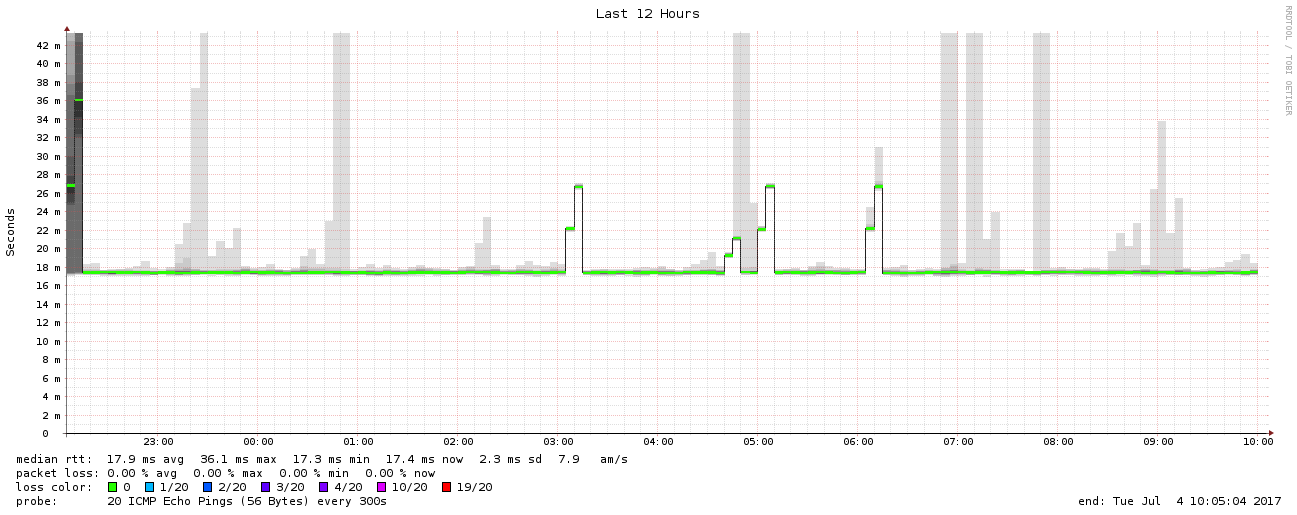 Last 12 Hours
RRDTOOL / TOBI OETIKER
Seconds
42 m
40 m
38 m
36 m
34 m
32 m
30 m
28 m
26 m
24 m
22 m
20 m
18 m
16 m
14 m
12 m
10 m
8 m
6 m
4 m
2 m
0
23:00 00:00 01:00 02:00 03:00 04:00 05:00 06:00 07:00 08:00 09:00 10:00
median rtt: 17.9 ms avg 36.1 ms max 17.3 ms min 17.4 ms now 2.3 ms sd 7.9 am/s
packet loss: 0.00 % avg 0.00 % max 0.00 % min 0.00 % now
loss color: 0 1/20 2/20 3/20 4/20 10/20 19/20
probe: 20 ICMP Echo Pings (56 Bytes) every 300s end: Tue Jul 4 10:05:04 2017